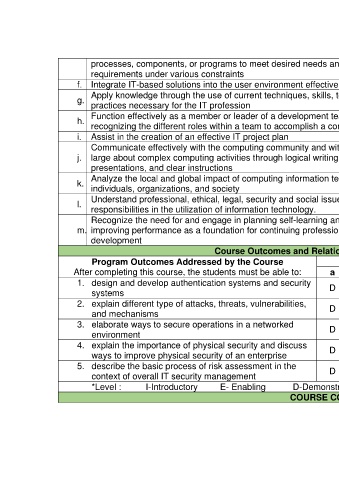 processes, components, or programs to meet desired needs an
requirements under various constraints
f. Integrate IT-based solutions into the user environment effective
Apply knowledge through the use of current techniques, skills, t
g.
practices necessary for the IT profession
Function effectively as a member or leader of a development te
h.
recognizing the different roles within a team to accomplish a co
i. Assist in the creation of an effective IT project plan
Communicate effectively with the computing community and wit
j. large about complex computing activities through logical writing
presentations, and clear instructions
Analyze the local and global impact of computing information te
k.
individuals, organizations, and society
Understand professional, ethical, legal, security and social issue
l.
responsibilities in the utilization of information technology.
Recognize the need for and engage in planning self-learning an
m. improving performance as a foundation for continuing professio
development
Course Outcomes and Relatio
Program Outcomes Addressed by the Course
After completing this course, the students must be able to: a
1. design and develop authentication systems and security
systems D
2. explain different type of attacks, threats, vulnerabilities,
and mechanisms D
3. elaborate ways to secure operations in a networked
environment D
4. explain the importance of physical security and discuss
ways to improve physical security of an enterprise D
5. describe the basic process of risk assessment in the
context of overall IT security management D
*Level : I-Introductory E- Enabling D-Demonstr
COURSE CO